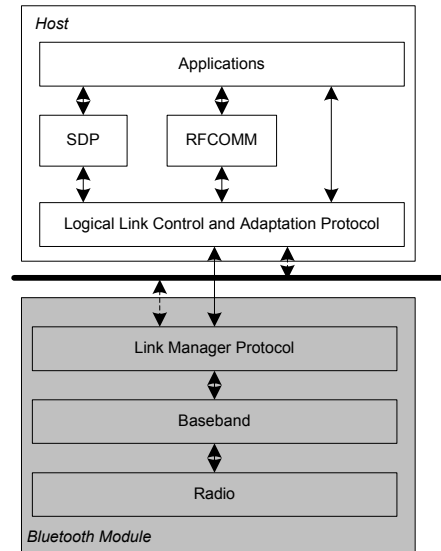 Host
Applications
SDP
RFCOMM
Logical Link Control and Adaptation Protocol
Link Manager Protocol
Baseband
Radio
Bluetooth Module